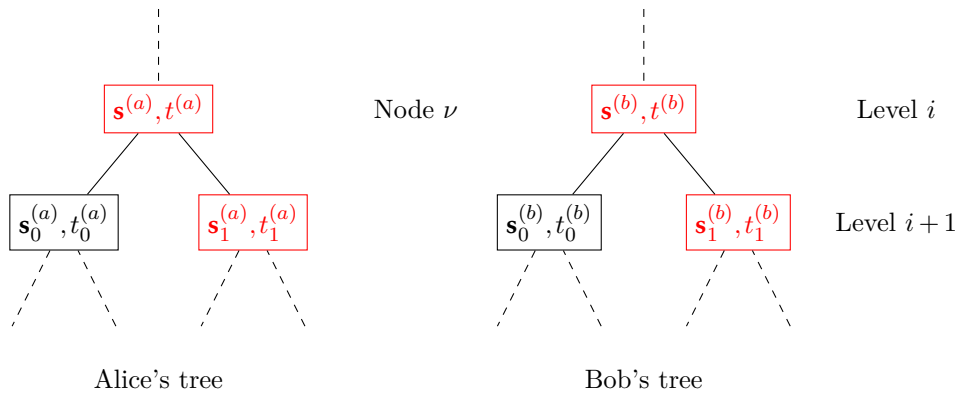 𝐬^{(a)}, t^{(a)} Node ν 𝐬^{(b)}, t^{(b)} Level i
𝐬_0^{(a)}, t_0^{(a)} 𝐬_1^{(a)}, t_1^{(a)} 𝐬_0^{(b)}, t_0^{(b)} 𝐬_1^{(b)}, t_1^{(b)} Level i + 1
Alice's tree Bob's tree